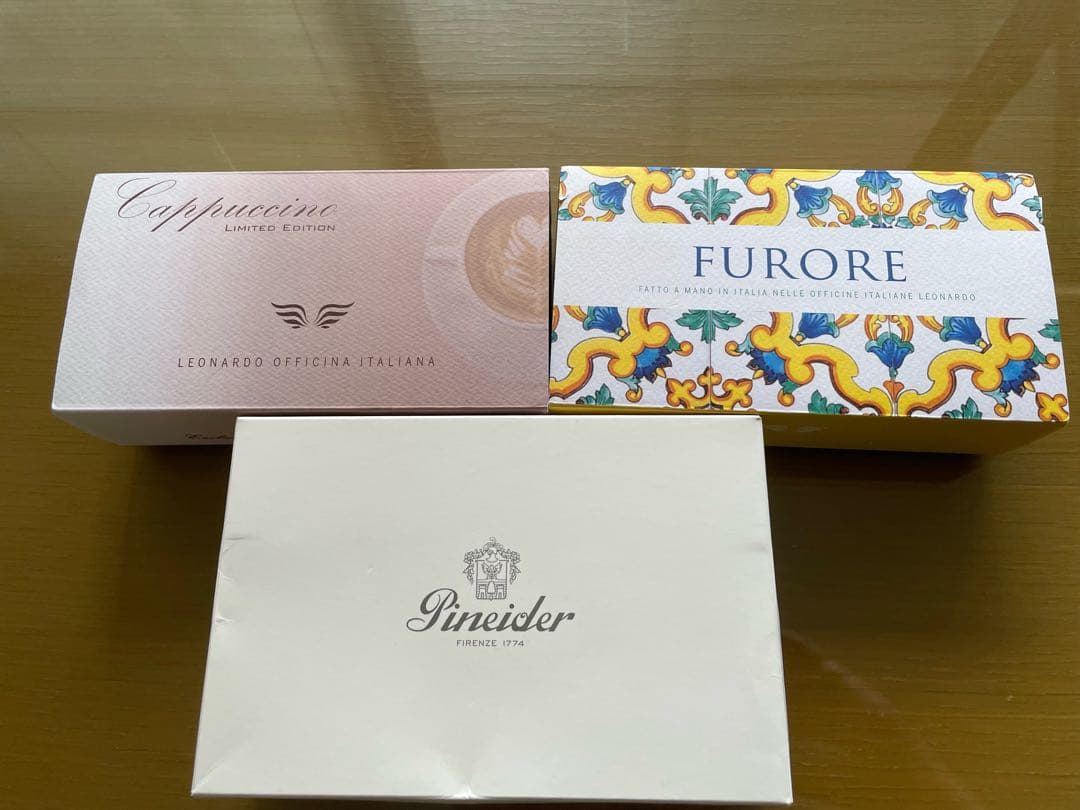 Cappuccino
LIMITED EDITION
LEONARDO OFFICINA ITALIANA
FURORE
FATTO A MANO IN ITALIA NELLE OFFICINE ITALIANE LEONARDO
Pineider
FIRENZE 1774